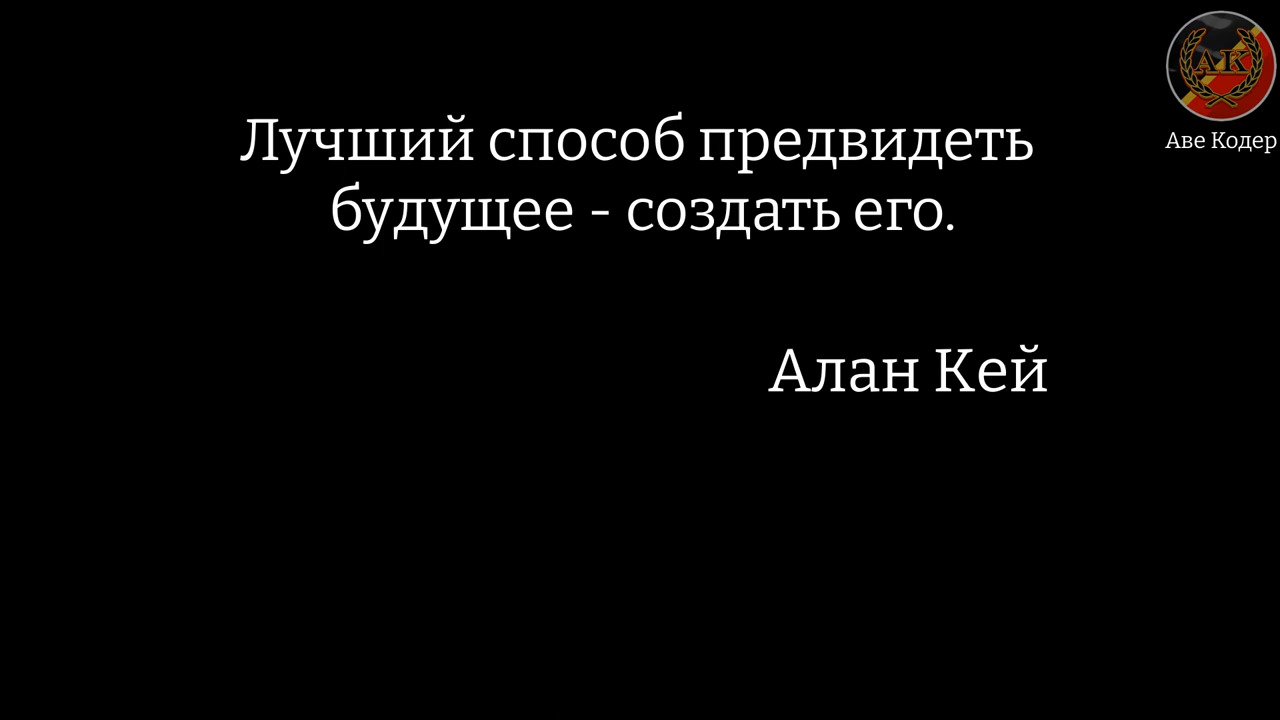 АК
Аве Кодер
Лучший способ предвидеть
будущее - создать его.
Алан Кей